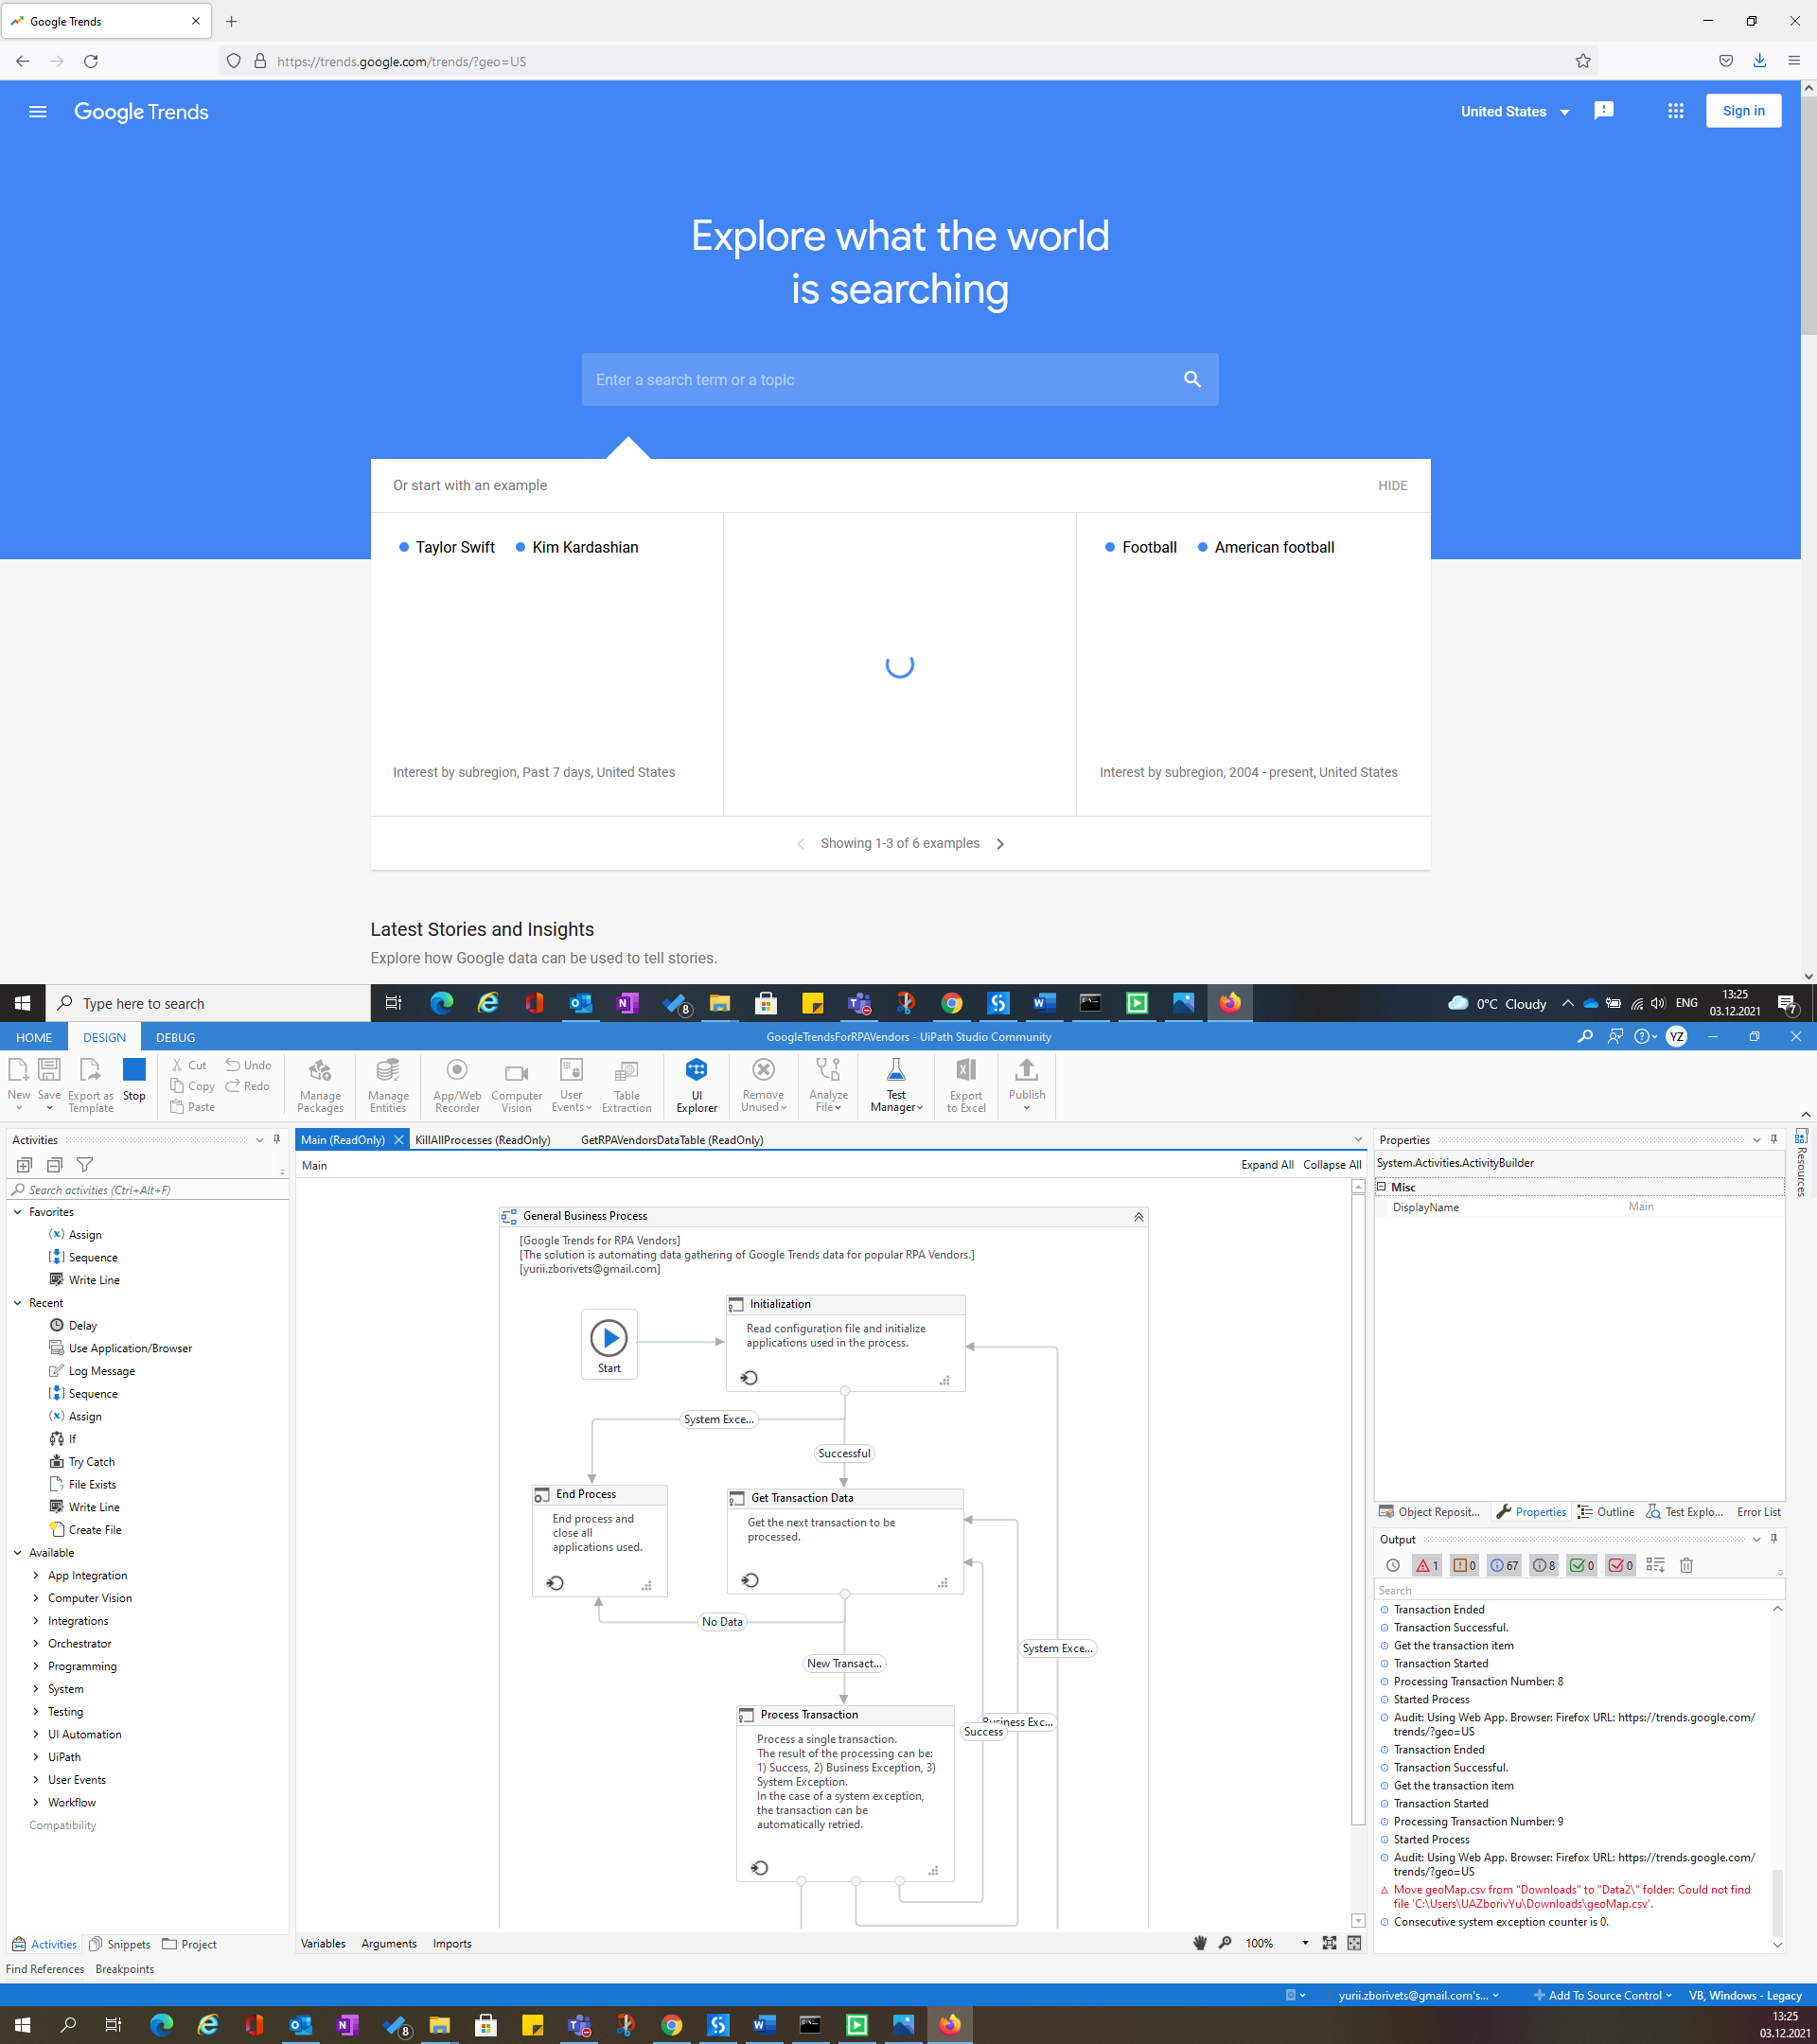 Google Trends
https://trends.google.com/trends/?geo=US
Google Trends
United States
Sign in
Explore what the world
is searching
Enter a search term or a topic
Or start with an example
HIDE
Taylor Swift Kim Kardashian
Football American football
Interest by subregion, Past 7 days, United States
Interest by subregion, 2004 - present, United States
Showing 1-3 of 6 examples
Latest Stories and Insights
Explore how Google data can be used to tell stories.
Type here to search
8
0°C Cloudy
ENG
13:25
03.12.2021
7
HOME DESIGN DEBUG
GoogleTrendsForRPAVendors - UiPath Studio Community
YZ
New
Save
Export as
Template
Stop
Cut
Copy
Paste
Undo
Redo
Manage
Packages
Manage
Entities
App/Web
Recorder
Computer
Vision
User
Events
Table
Extraction
UI
Explorer
Remove
Unused
Analyze
File
Test
Manager
Export
to Excel
Publish
Activities
Search activities (Ctrl+Alt+F)
Favorites
Assign
Sequence
Write Line
Recent
Delay
Use Application/Browser
Log Message
Sequence
Assign
If
Try Catch
File Exists
Write Line
Create File
Available
App Integration
Computer Vision
Integrations
Orchestrator
Programming
System
Testing
UI Automation
UiPath
User Events
Workflow
Compatibility
Activities Snippets Project
Find References Breakpoints
Main (ReadOnly) KillAllProcesses (ReadOnly) GetRPAVendorsDataTable (ReadOnly)
Main
Expand All Collapse All
General Business Process
[Google Trends for RPA Vendors]
[The solution is automating data gathering of Google Trends data for popular RPA Vendors.]
[yurii.zborivets@gmail.com]
Start
Initialization
Read configuration file and initialize
applications used in the process.
System Exce...
Successful
End Process
End process and
close all
applications used.
Get Transaction Data
Get the next transaction to be
processed.
No Data
New Transact...
System Exce...
Business Exc...
Success
Process Transaction
Process a single transaction.
The result of the processing can be:
1) Success, 2) Business Exception, 3)
System Exception.
In the case of a system exception,
the transaction can be
automatically retried.
Variables Arguments Imports
100%
Properties
System.Activities.ActivityBuilder
Misc
DisplayName Main
Resources
Object Reposit... Properties Outline Test Explo... Error List
Output
1 0 67 8 0 0
Search
Transaction Ended
Transaction Successful.
Get the transaction item
Transaction Started
Processing Transaction Number: 8
Started Process
Audit: Using Web App. Browser: Firefox URL: https://trends.google.com/
trends/?geo=US
Transaction Ended
Transaction Successful.
Get the transaction item
Transaction Started
Processing Transaction Number: 9
Started Process
Audit: Using Web App. Browser: Firefox URL: https://trends.google.com/
trends/?geo=US
Move geoMap.csv from "Downloads" to "Data2\" folder: Could not find
file 'C:\Users\UAZborivYu\Downloads\geoMap.csv'.
Consecutive system exception counter is 0.
yurii.zborivets@gmail.com's... Add To Source Control VB, Windows - Legacy
8
13:25
03.12.2021